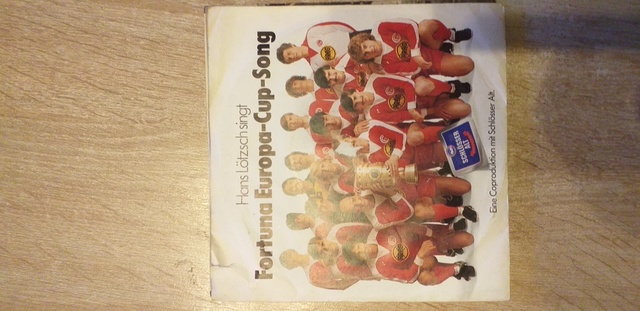 Hans Lötzsch singt
Fortuna Europa-Cup-Song
SCHLÖSSER
ALT
Eine Coproduktion mit Schlösser Alt.